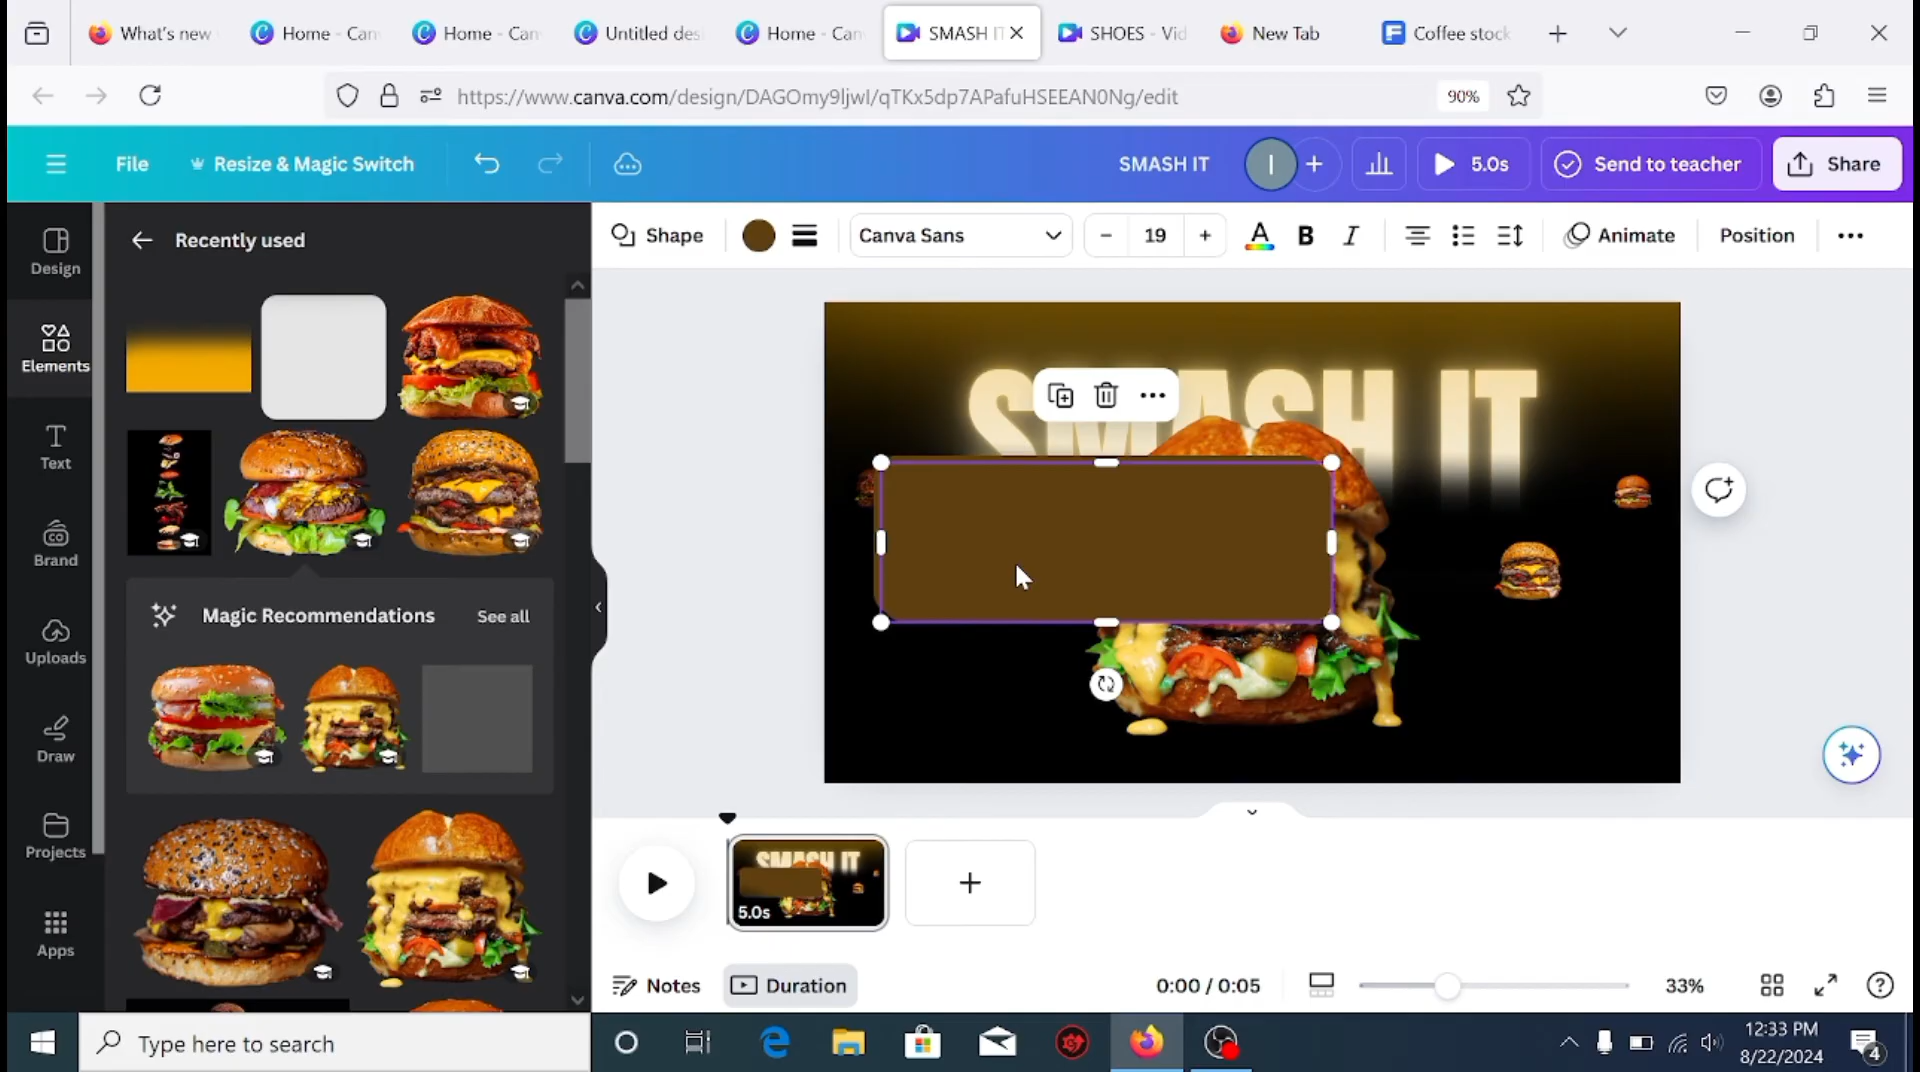 What's new
Home - Can
Home - Can
Untitled des
Home - Can
SMASH IT
SHOES - Vid
New Tab
Coffee stock
https://www.canva.com/design/DAGOmy9ljwI/qTKx5dp7APafuHSEEAN0Ng/edit
90%
File
Resize & Magic Switch
SMASH IT
I
5.0s
Send to teacher
Share
Design
Elements
Text
Brand
Uploads
Draw
Projects
Apps
Recently used
Magic Recommendations
See all
Shape
Canva Sans
19
A
B
I
Animate
Position
SMASH IT
SMASH IT
5.0s
Notes
Duration
0:00 / 0:05
33%
Type here to search
12:33 PM
8/22/2024
4